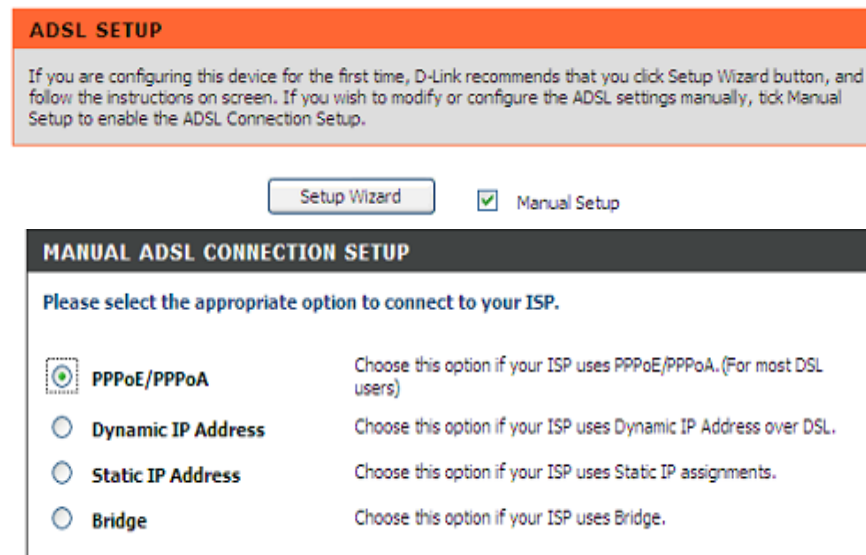 ADSL SETUP
If you are configuring this device for the first time, D-Link recommends that you click Setup Wizard button, and
follow the instructions on screen. If you wish to modify or configure the ADSL settings manually, tick Manual
Setup to enable the ADSL Connection Setup.
Setup Wizard
Manual Setup
MANUAL ADSL CONNECTION SETUP
Please select the appropriate option to connect to your ISP.
PPPoE/PPPoA
Choose this option if your ISP uses PPPoE/PPPoA.(For most DSL
users)
Dynamic IP Address
Choose this option if your ISP uses Dynamic IP Address over DSL.
Static IP Address
Choose this option if your ISP uses Static IP assignments.
Bridge
Choose this option if your ISP uses Bridge.